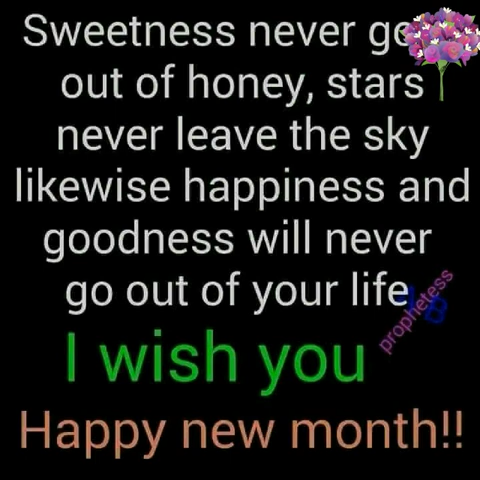 Sweetness never
out of honey, stars
never leave the sky
likewise happiness and
goodness will never
go out of your life
prophetess
I wish you
Happy new month!!